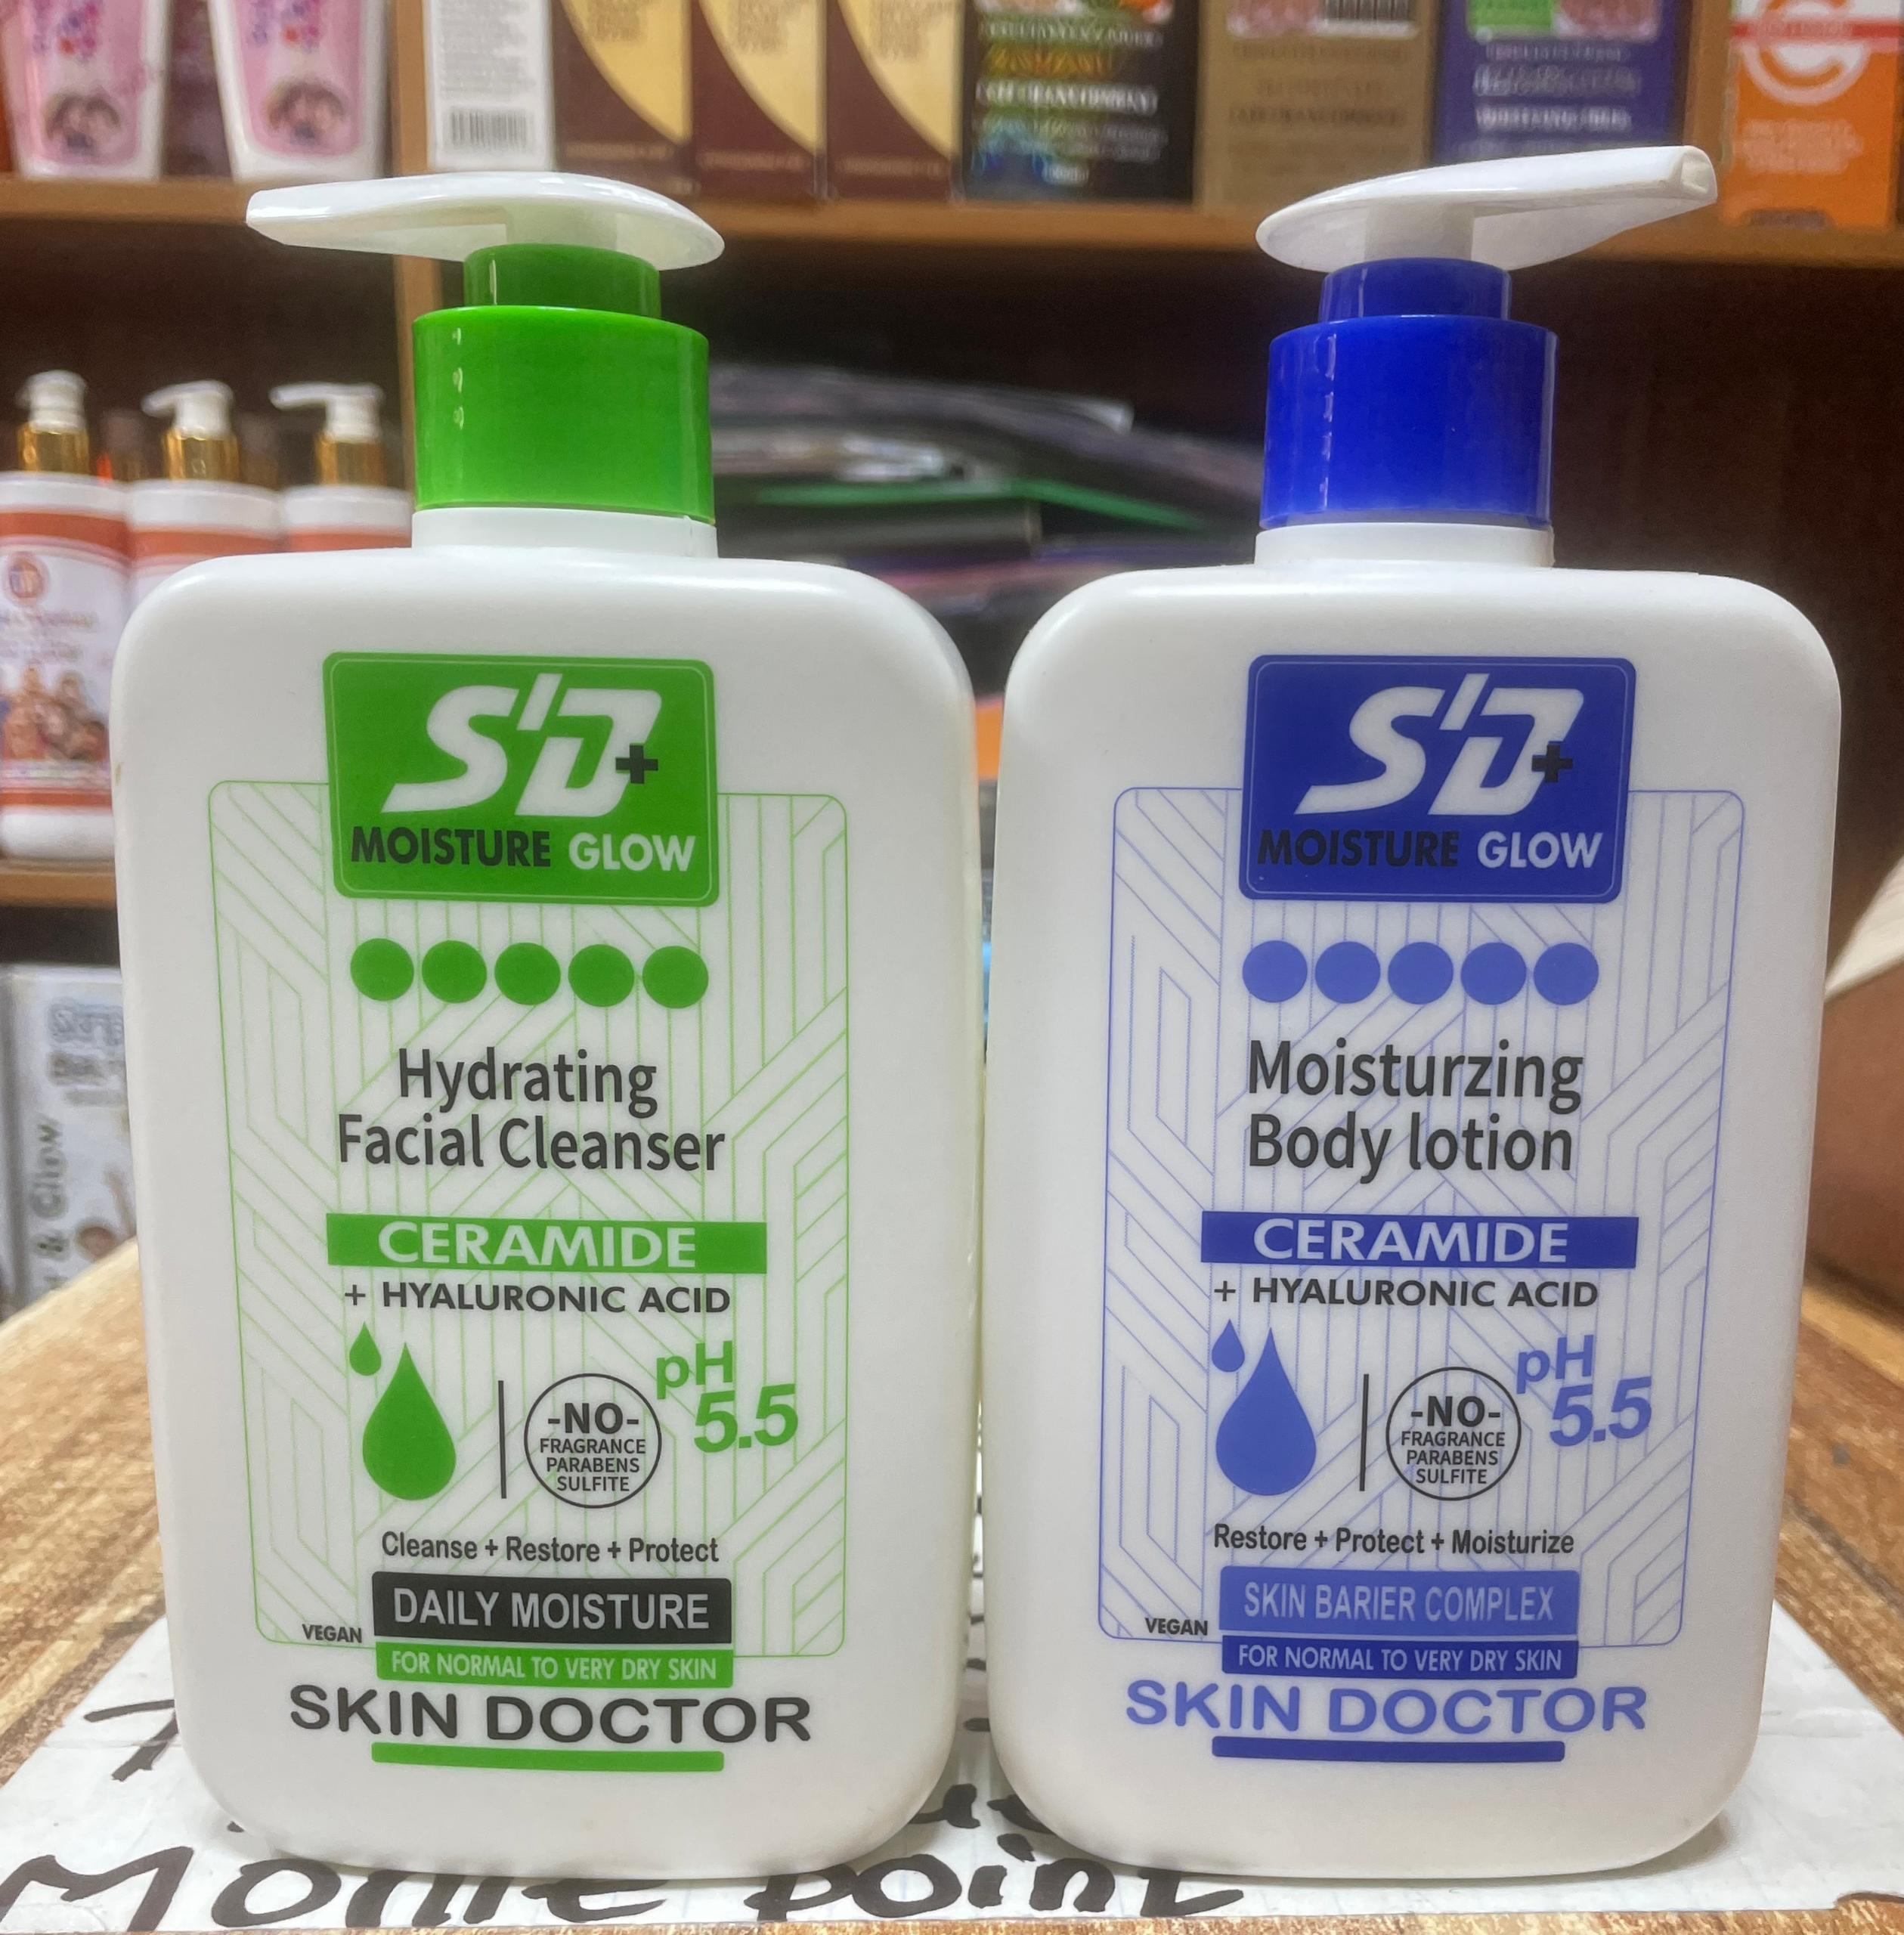 S'D+
MOISTURE GLOW
Hydrating
Facial Cleanser
CERAMIDE
+ HYALURONIC ACID
pH
5.5
-NO-
FRAGRANCE
PARABENS
SULFITE
Cleanse + Restore + Protect
DAILY MOISTURE
VEGAN
FOR NORMAL TO VERY DRY SKIN
SKIN DOCTOR
S'D+
MOISTURE GLOW
Moisturzing
Body lotion
CERAMIDE
+ HYALURONIC ACID
pH
5.5
-NO-
FRAGRANCE
PARABENS
SULFITE
Restore + Protect + Moisturize
SKIN BARIER COMPLEX
VEGAN
FOR NORMAL TO VERY DRY SKIN
SKIN DOCTOR
& Glow
point